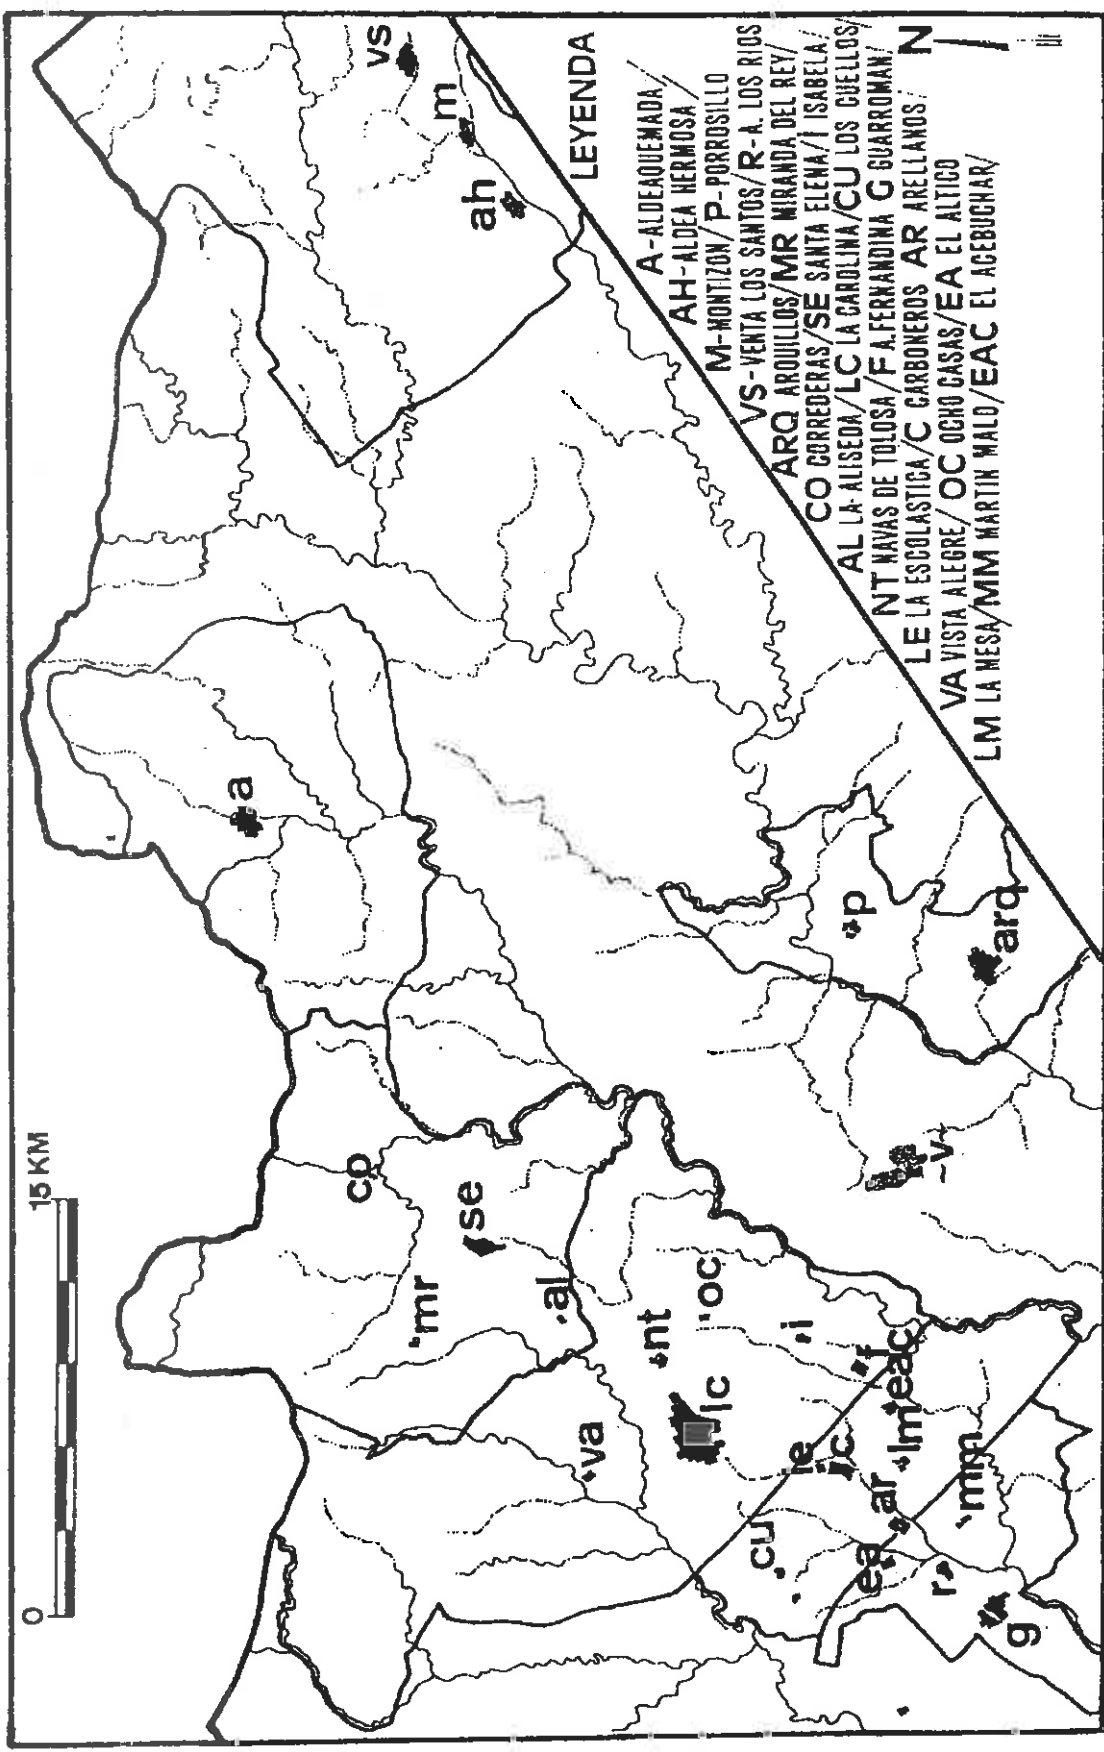 0
15 KM
a
co
se
mr
al
va
nt
oc
lc
i
f
eac
le
c
lm
cu
ar
ea
mm
r
g
v
p
arq
vs
m
ah
LEYENDA
A-ALDEAQUEMADA/
AH-ALDEA HERMOSA/
M-MONTIZON/P-PORROSILLO
VS-VENTA LOS SANTOS/R-A. LOS RIOS
ARQ ARQUILLOS/MR MIRANDA DEL REY/
CO CORREDERAS/SE SANTA ELENA/I ISABELA/
AL LA ALISEDA/LC LA CAROLINA/CU LOS CUELLOS/
NT NAVAS DE TOLOSA/F A.FERNANDINA G GUARROMAN/
LE LA ESCOLASTICA/C CARBONEROS AR ARELLANOS/
VA VISTA ALEGRE/OC OCHO CASAS/EA EL ALTICO
LM LA MESA/MM MARTIN MALO/EAC EL ACEBUCHAR/
N